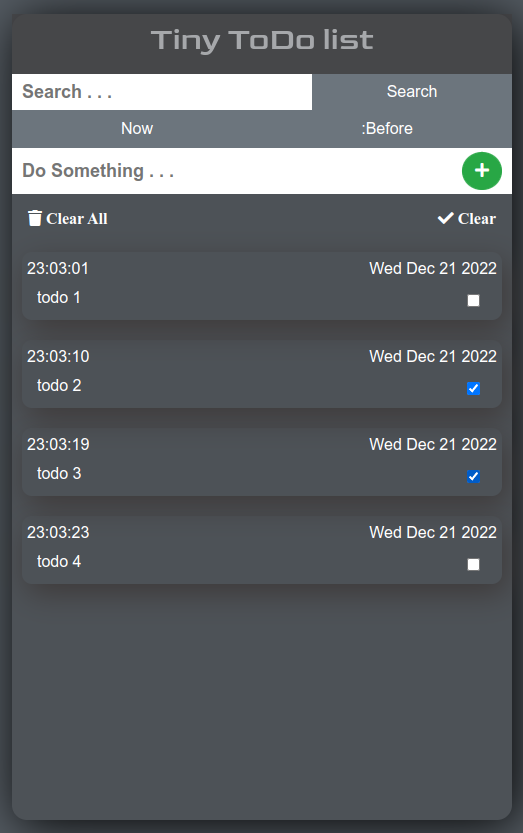 Tiny ToDo list
Search . . . Search
Now :Before
Do Something . . .
Clear All Clear
23:03:01 Wed Dec 21 2022
todo 1
23:03:10 Wed Dec 21 2022
todo 2
23:03:19 Wed Dec 21 2022
todo 3
23:03:23 Wed Dec 21 2022
todo 4